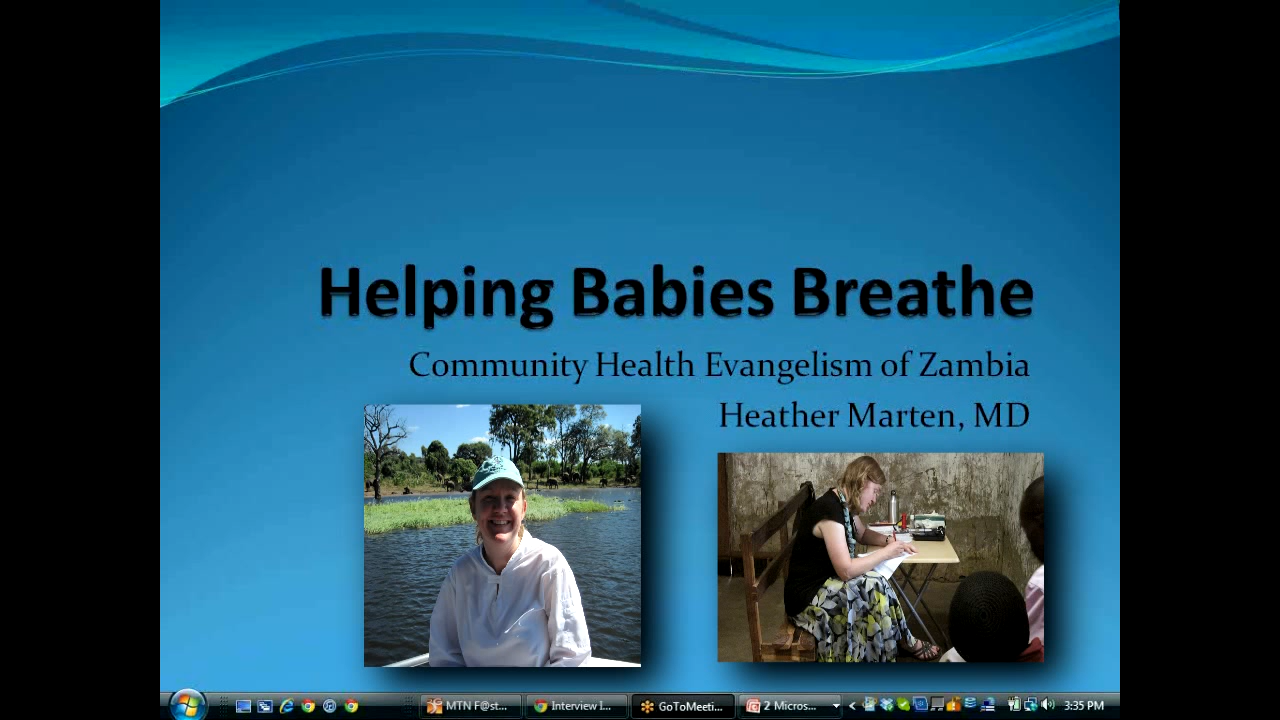 Helping Babies Breathe
Community Health Evangelism of Zambia
Heather Marten, MD
MTN F@st...
Interview I...
GoToMeeti...
2 Micros...
3:35 PM